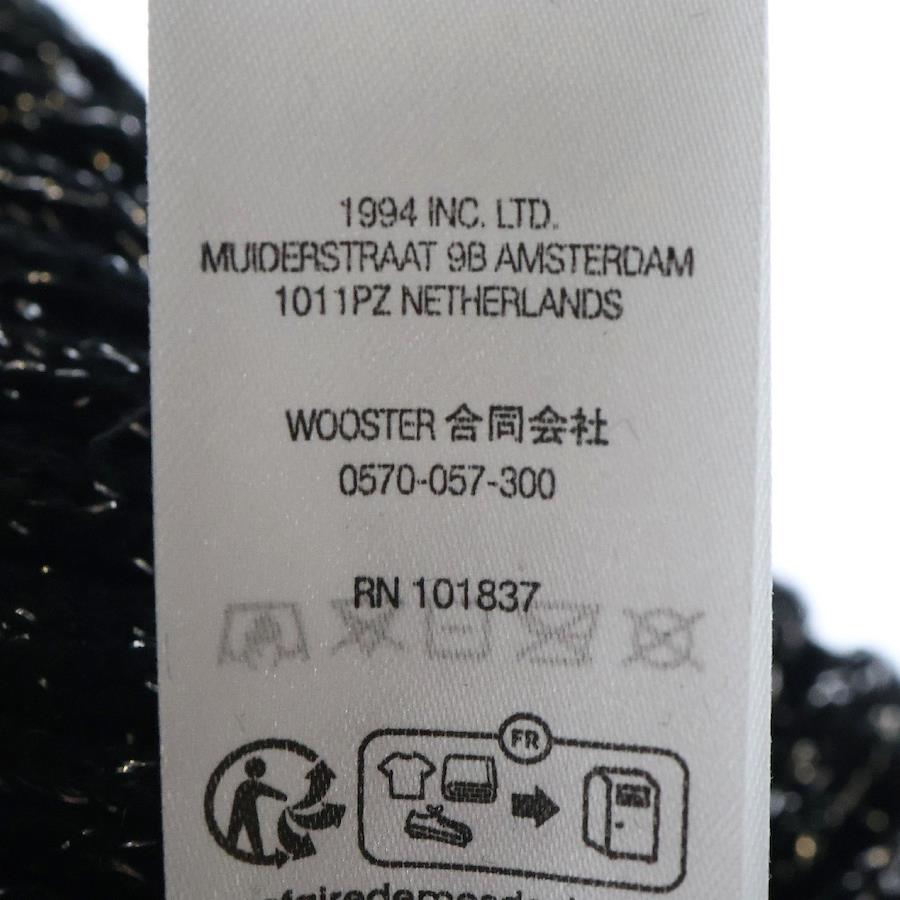 1994 INC. LTD.
MUIDERSTRAAT 9B AMSTERDAM
1011PZ NETHERLANDS
WOOSTER 合同会社
0570-057-300
RN 101837
FR